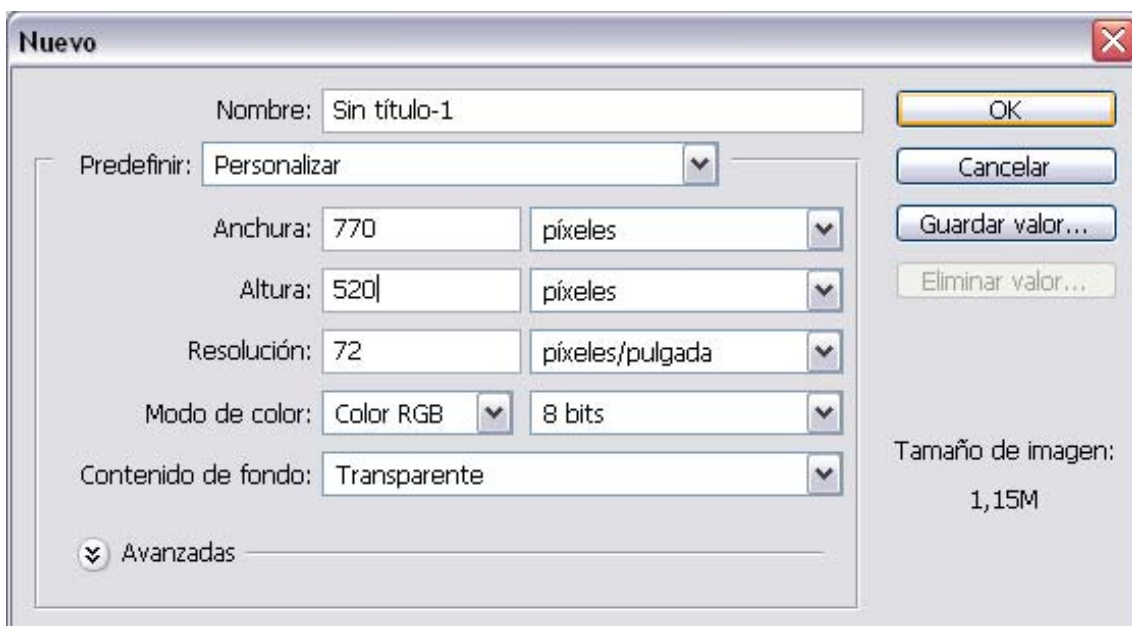 Nuevo
Nombre: Sin título-1
Predefinir: Personalizar
Anchura: 770 píxeles
Altura: 520 píxeles
Resolución: 72 píxeles/pulgada
Modo de color: Color RGB 8 bits
Contenido de fondo: Transparente
Avanzadas
OK
Cancelar
Guardar valor...
Eliminar valor...
Tamaño de imagen:
1,15M